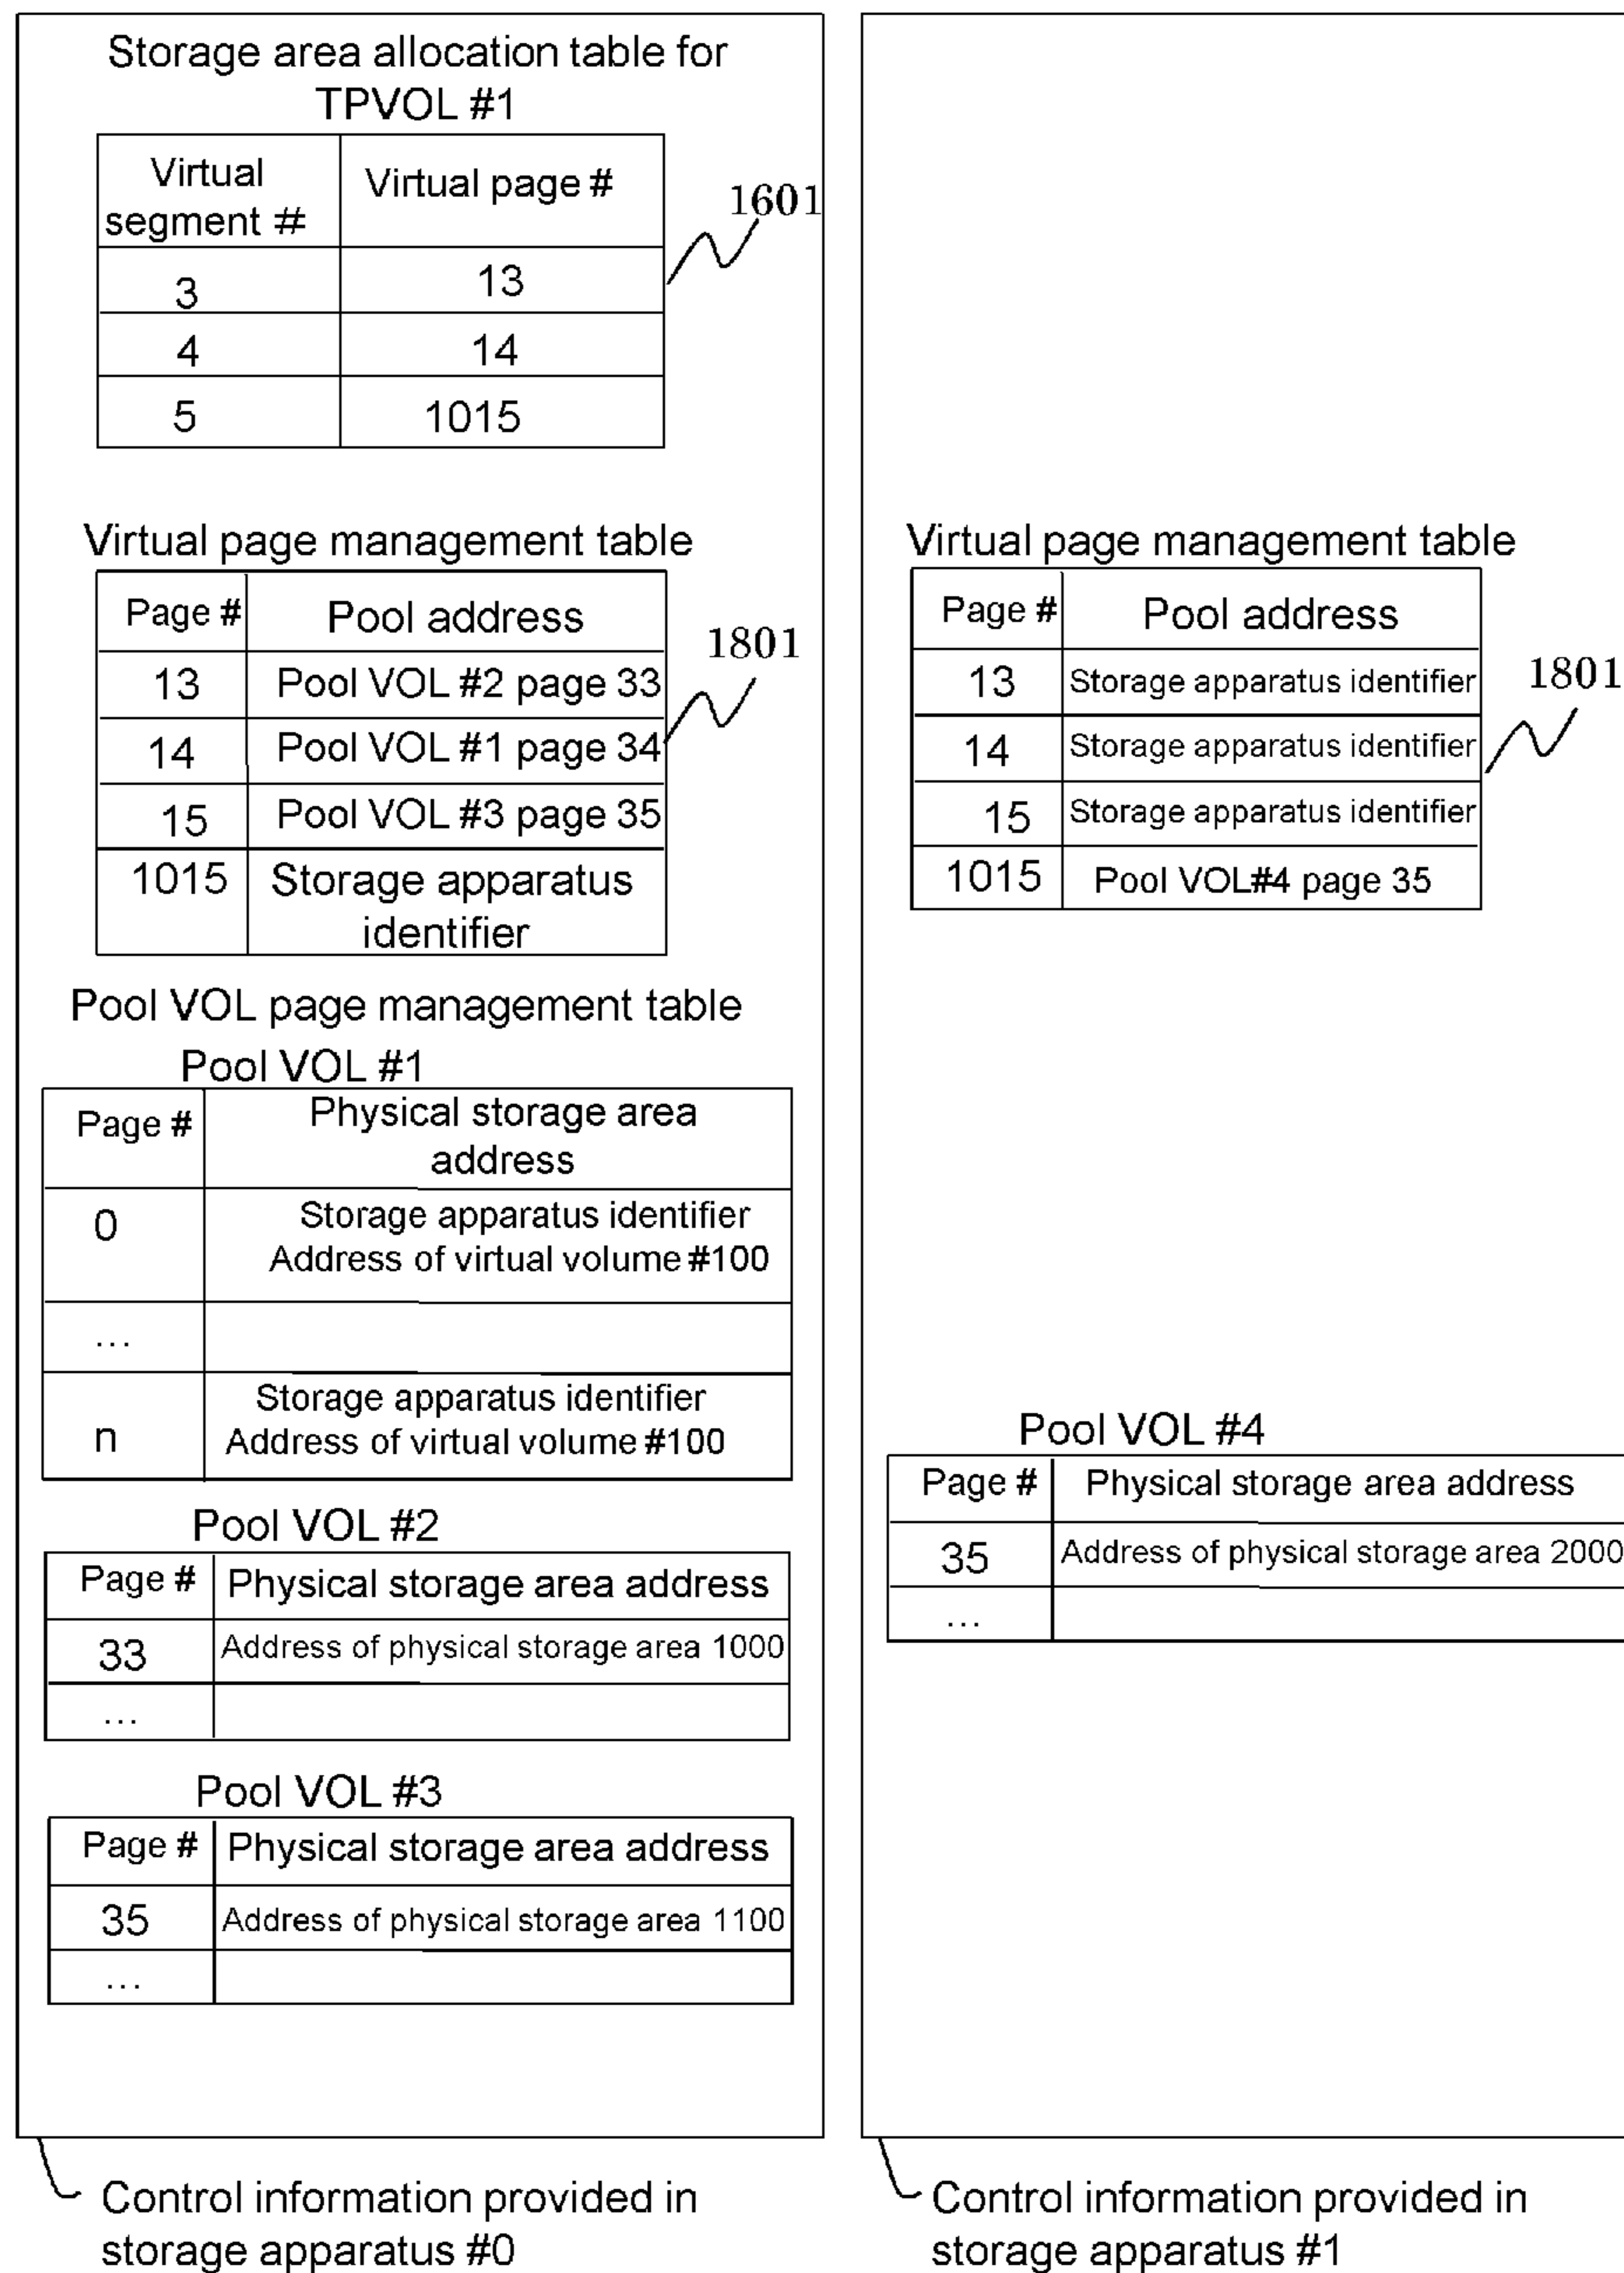 Storage area allocation table for
TPVOL #1
Virtual segment # Virtual page #
3 13
4 14
5 1015
1601
Virtual page management table
Page # Pool address
13 Pool VOL #2 page 33
14 Pool VOL #1 page 34
15 Pool VOL #3 page 35
1015 Storage apparatus
identifier
1801
Pool VOL page management table
Pool VOL #1
Page # Physical storage area
address
0 Storage apparatus identifier
Address of virtual volume #100
...
n Storage apparatus identifier
Address of virtual volume #100
Pool VOL #2
Page # Physical storage area address
33 Address of physical storage area 1000
...
Pool VOL #3
Page # Physical storage area address
35 Address of physical storage area 1100
...
Control information provided in
storage apparatus #0
Virtual page management table
Page # Pool address
13 Storage apparatus identifier
14 Storage apparatus identifier
15 Storage apparatus identifier
1015 Pool VOL#4 page 35
1801
Pool VOL #4
Page # Physical storage area address
35 Address of physical storage area 2000
...
Control information provided in
storage apparatus #1